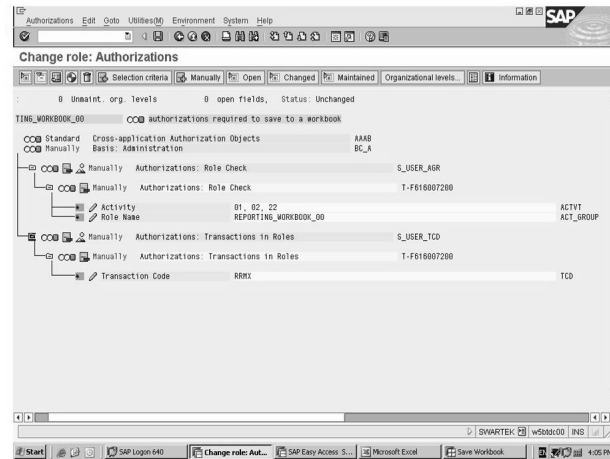 Authorizations Edit Goto Utilities(M) Environment System Help
SAP
Change role: Authorizations
Selection criteria Manually Open Changed Maintained Organizational levels... Information
: 0 Unmaint. org. levels 0 open fields, Status: Unchanged
TING_WORKBOOK_00 authorizations required to save to a workbook
Standard Cross-application Authorization Objects AAAB
Manually Basis: Administration BC_A
Manually Authorizations: Role Check S_USER_AGR
Manually Authorizations: Role Check T-F616007200
Activity 01, 02, 22 ACTVT
Role Name REPORTING_WORKBOOK_00 ACT_GROUP
Manually Authorizations: Transactions in Roles S_USER_TCD
Manually Authorizations: Transactions in Roles T-F616007200
Transaction Code RRMX TCD
SWARTEK w5btdc00 INS
Start SAP Logon 640 Change role: Aut... SAP Easy Access S... Microsoft Excel Save Workbook 4:05 PM